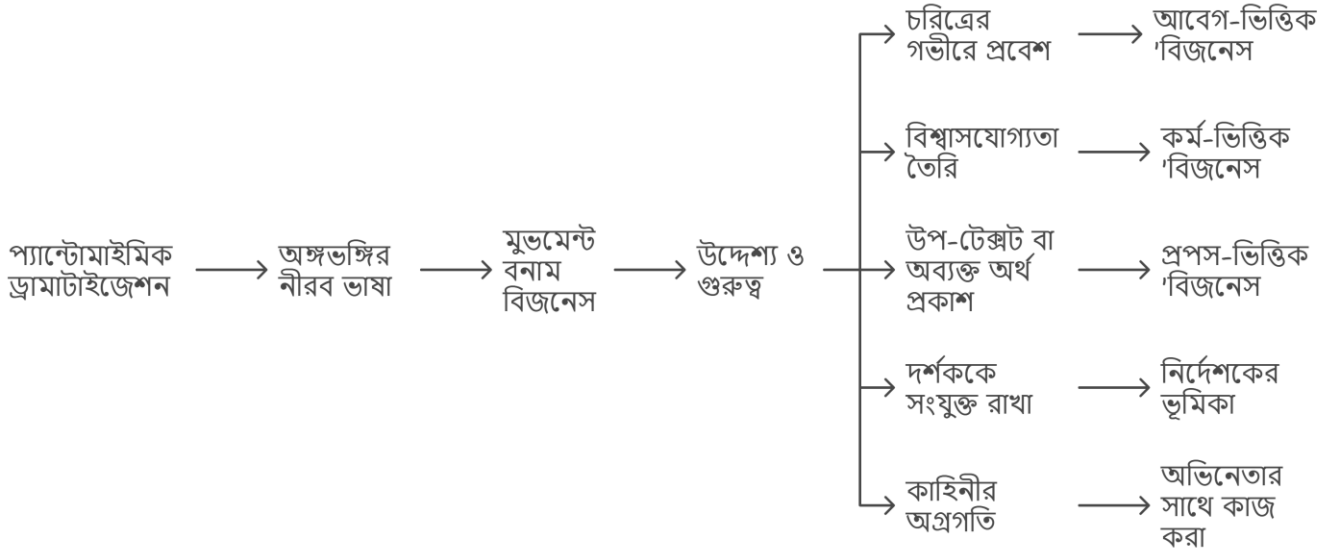 প্যান্টোমাইমিক
ড্রামাটাইজেশন
অঙ্গভঙ্গির
নীরব ভাষা
মুভমেন্ট
বনাম
বিজনেস
উদ্দেশ্য ও
গুরুত্ব
চরিত্রের
গভীরে প্রবেশ
আবেগ-ভিত্তিক
'বিজনেস
বিশ্বাসযোগ্যতা
তৈরি
কর্ম-ভিত্তিক
'বিজনেস
উপ-টেক্সট বা
অব্যক্ত অর্থ
প্রকাশ
প্রপস-ভিত্তিক
'বিজনেস
দর্শককে
সংযুক্ত রাখা
নির্দেশকের
ভূমিকা
কাহিনীর
অগ্রগতি
অভিনেতার
সাথে কাজ
করা